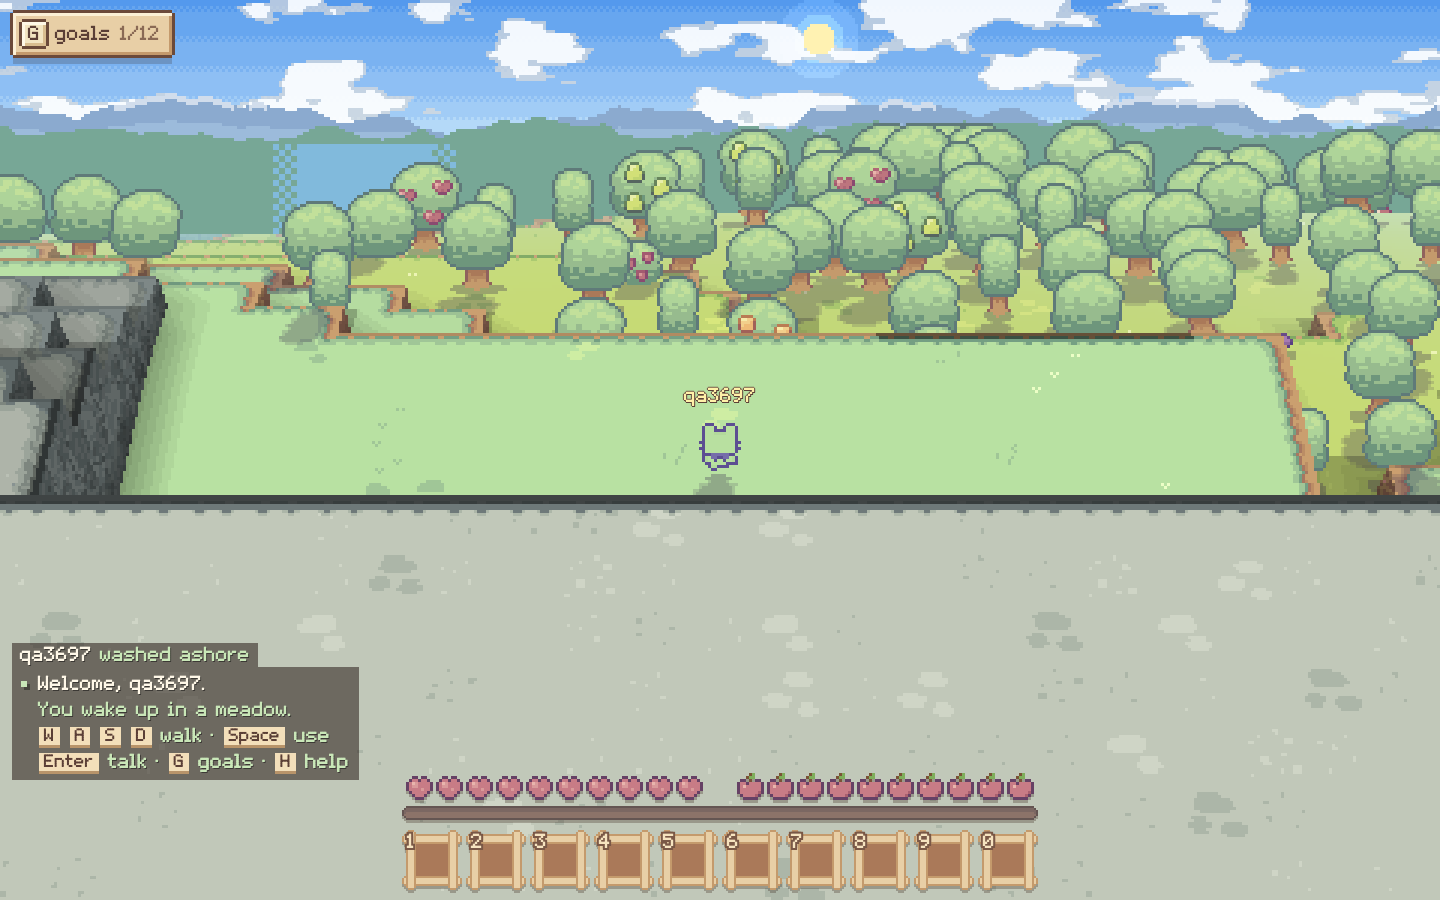 G goals 1/12
qa3697
qa3697 washed ashore
Welcome, qa3697.
You wake up in a meadow.
W A S D walk · Space use
Enter talk · G goals · H help
1 2 3 4 5 6 7 8 9 0